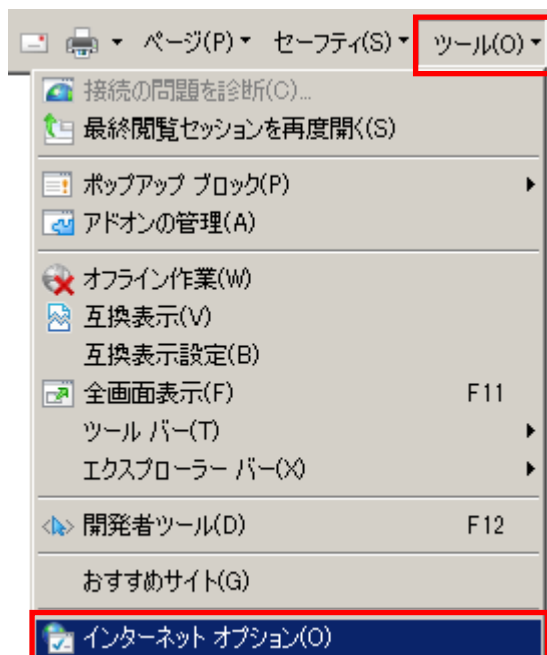 ページ(P) セーフティ(S) ツール(O)
接続の問題を診断(C)...
最終閲覧セッションを再度開く(S)
ポップアップ ブロック(P)
アドオンの管理(A)
オフライン作業(W)
互換表示(V)
互換表示設定(B)
全画面表示(F) F11
ツール バー(T)
エクスプローラー バー(X)
開発者ツール(D) F12
おすすめサイト(G)
インターネット オプション(O)